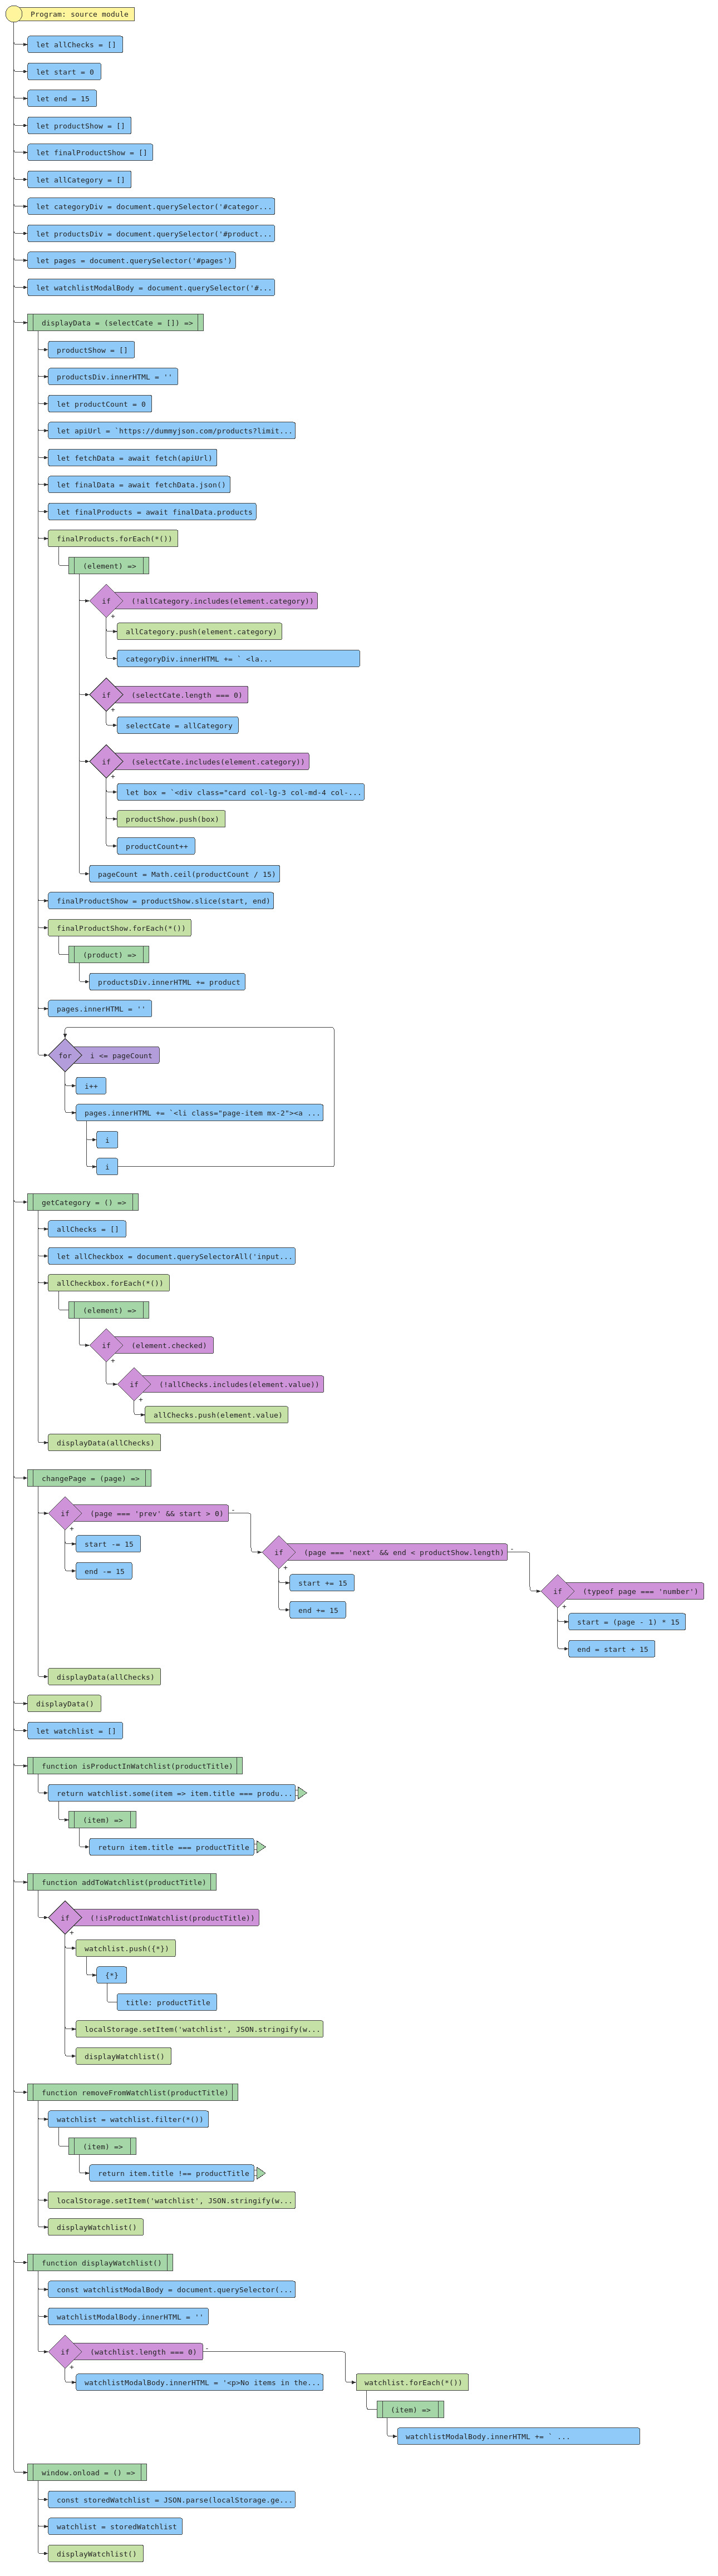 Program: source module
let allChecks = []
let start = 0
let end = 15
let productShow = []
let finalProductShow = []
let allCategory = []
let categoryDiv = document.querySelector('#categor...
let productsDiv = document.querySelector('#product...
let pages = document.querySelector('#pages')
let watchlistModalBody = document.querySelector('#...
displayData = (selectCate = []) =>
productShow = []
productsDiv.innerHTML = ''
let productCount = 0
let apiUrl = `https://dummyjson.com/products?limit...
let fetchData = await fetch(apiUrl)
let finalData = await fetchData.json()
let finalProducts = await finalData.products
finalProducts.forEach(*())
(element) =>
if (!allCategory.includes(element.category))
+
allCategory.push(element.category)
categoryDiv.innerHTML += ` <la...
if (selectCate.length === 0)
+
selectCate = allCategory
if (selectCate.includes(element.category))
+
let box = `<div class="card col-lg-3 col-md-4 col-...
productShow.push(box)
productCount++
pageCount = Math.ceil(productCount / 15)
finalProductShow = productShow.slice(start, end)
finalProductShow.forEach(*())
(product) =>
productsDiv.innerHTML += product
pages.innerHTML = ''
for i <= pageCount
i++
pages.innerHTML += `<li class="page-item mx-2"><a ...
i
i
getCategory = () =>
allChecks = []
let allCheckbox = document.querySelectorAll('input...
allCheckbox.forEach(*())
(element) =>
if (element.checked)
+
if (!allChecks.includes(element.value))
+
allChecks.push(element.value)
displayData(allChecks)
changePage = (page) =>
if (page === 'prev' && start > 0) -
+
start -= 15
end -= 15
if (page === 'next' && end < productShow.length) -
+
start += 15
end += 15
if (typeof page === 'number')
+
start = (page - 1) * 15
end = start + 15
displayData(allChecks)
displayData()
let watchlist = []
function isProductInWatchlist(productTitle)
return watchlist.some(item => item.title === produ...
(item) =>
return item.title === productTitle
function addToWatchlist(productTitle)
if (!isProductInWatchlist(productTitle))
+
watchlist.push({*})
{*}
title: productTitle
localStorage.setItem('watchlist', JSON.stringify(w...
displayWatchlist()
function removeFromWatchlist(productTitle)
watchlist = watchlist.filter(*())
(item) =>
return item.title !== productTitle
localStorage.setItem('watchlist', JSON.stringify(w...
displayWatchlist()
function displayWatchlist()
const watchlistModalBody = document.querySelector(...
watchlistModalBody.innerHTML = ''
if (watchlist.length === 0) -
+
watchlistModalBody.innerHTML = '<p>No items in the...
watchlist.forEach(*())
(item) =>
watchlistModalBody.innerHTML += ` ...
window.onload = () =>
const storedWatchlist = JSON.parse(localStorage.ge...
watchlist = storedWatchlist
displayWatchlist()